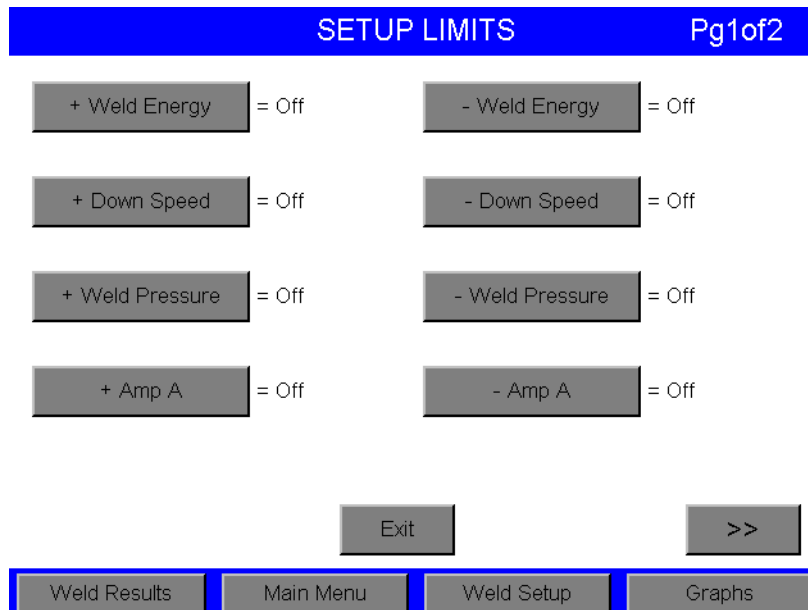 SETUP LIMITS Pg1of2
+ Weld Energy = Off - Weld Energy = Off
+ Down Speed = Off - Down Speed = Off
+ Weld Pressure = Off - Weld Pressure = Off
+ Amp A = Off - Amp A = Off
Exit >>
Weld Results Main Menu Weld Setup Graphs